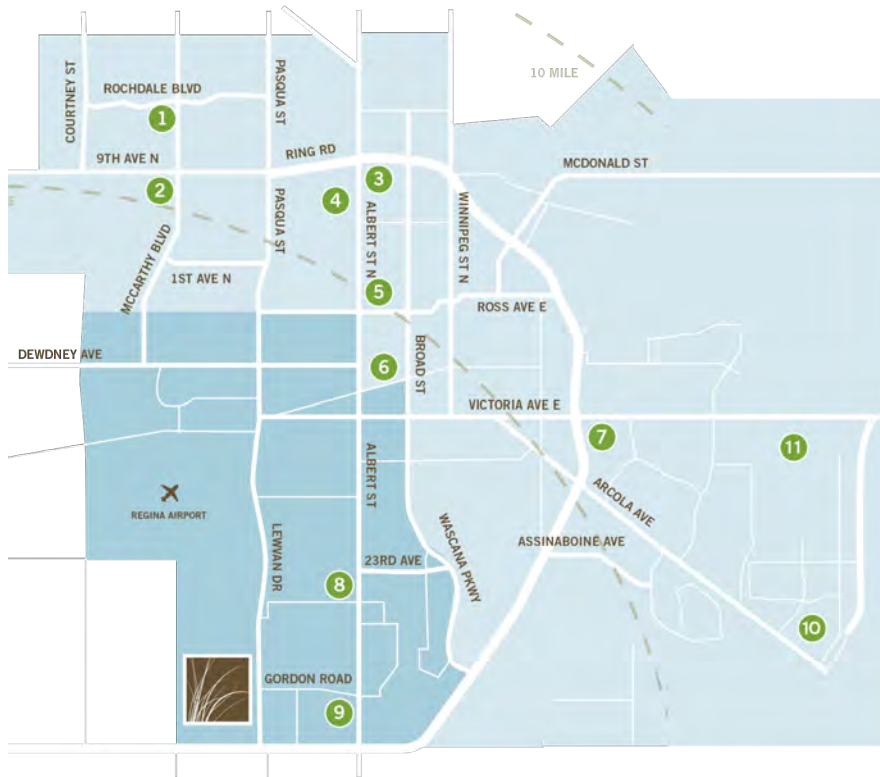 10 MILE
COURTNEY ST
ROCHDALE BLVD
PASQUA ST
1
9TH AVE N
RING RD
MCDONALD ST
2
3
4
E
PASQUA ST
ALBERT ST N
WINNIPEG ST N
MCCARTHY BLVD
1ST AVE N
5
ROSS AVE E
DEWDNEY AVE
6
BROAD ST
VICTORIA AVE E
7
11
ALBERT ST
ARCOLA AVE
REGINA AIRPORT
LEWVAN DR
WASCANA PKWY
ASSINABOINE AVE
23RD AVE
8
10
GORDON ROAD
9